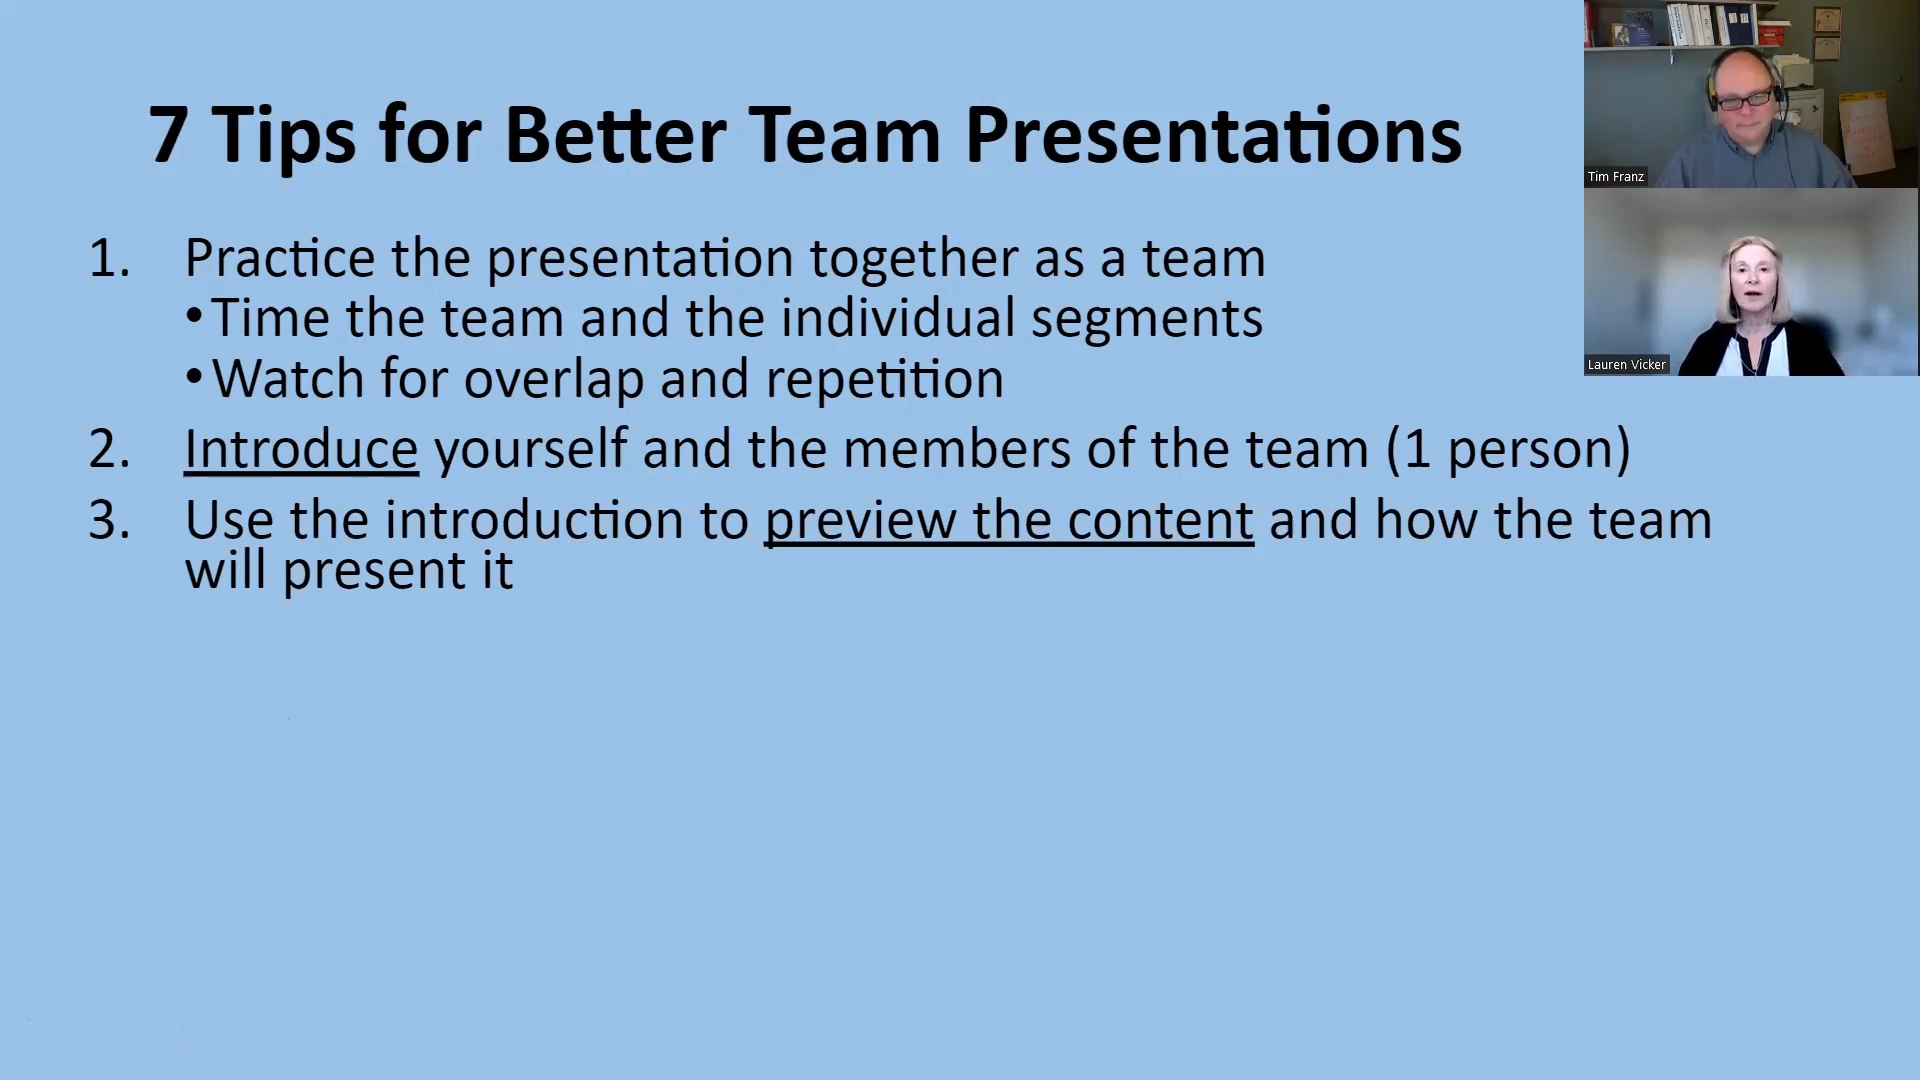 7 Tips for Better Team Presentations
1. Practice the presentation together as a team
•Time the team and the individual segments
•Watch for overlap and repetition
2. Introduce yourself and the members of the team (1 person)
3. Use the introduction to preview the content and how the team
will present it
Tim Franz
Lauren Vicker